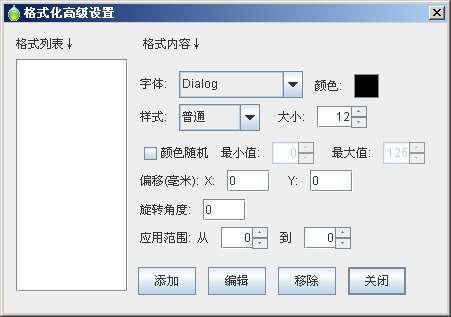 格式化高级设置
格式列表↓ 格式内容↓
字体: Dialog 颜色:
样式: 普通 大小: 12
颜色随机 最小值: 0 最大值: 125
偏移(毫米): X: 0 Y: 0
旋转角度: 0
应用范围: 从 0 到 0
添加 编辑 移除 关闭